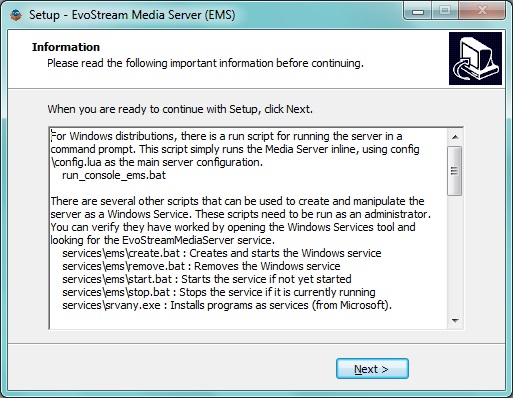 Setup - EvoStream Media Server (EMS)
Information
Please read the following important information before continuing.
When you are ready to continue with Setup, click Next.
For Windows distributions, there is a run script for running the server in a
command prompt. This script simply runs the Media Server inline, using config
\config.lua as the main server configuration.
run_console_ems.bat
There are several other scripts that can be used to create and manipulate the
server as a Windows Service. These scripts need to be run as an administrator.
You can verify they have worked by opening the Windows Services tool and
looking for the EvoStreamMediaServer service.
services\ems\create.bat : Creates and starts the Windows service
services\ems\remove.bat : Removes the Windows service
services\ems\start.bat : Starts the service if not yet started
services\ems\stop.bat : Stops the service if it is currently running
services\srvany.exe : Installs programs as services (from Microsoft).
Next >